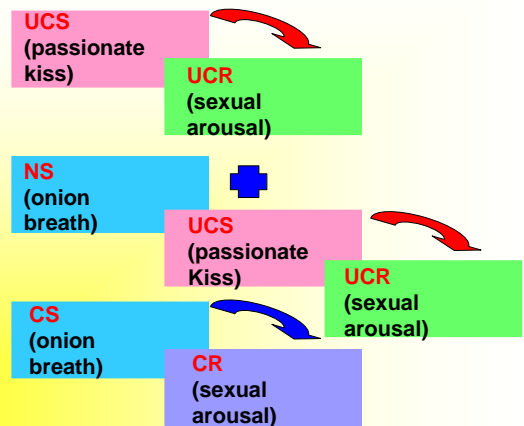 UCS
(passionate
kiss)
UCR
(sexual
arousal)
NS
(onion
breath)
UCS
(passionate
Kiss)
UCR
(sexual
arousal)
CS
(onion
breath)
CR
(sexual
arousal)